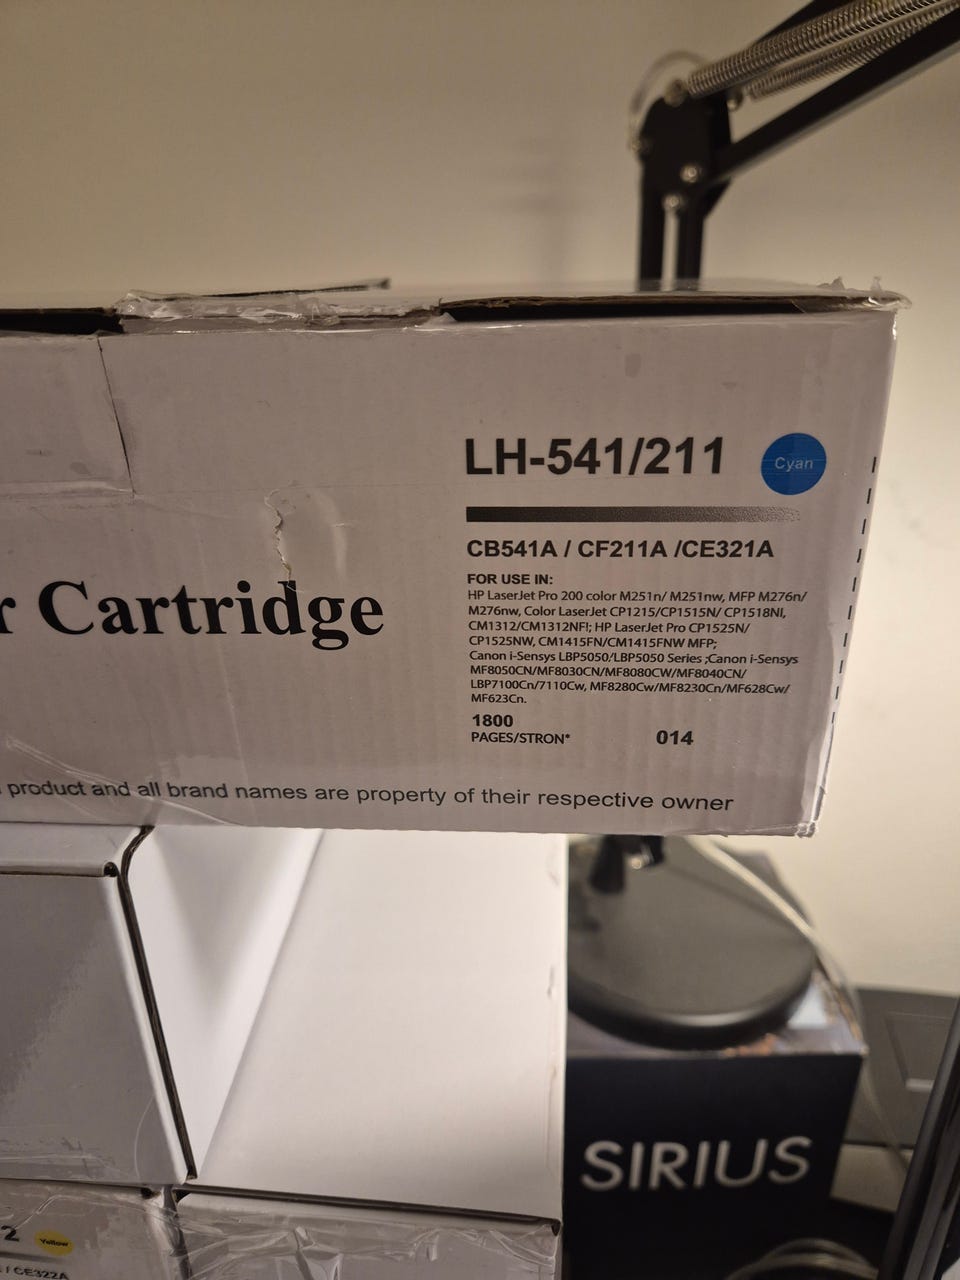 LH-541/211
Cyan
CB541A / CF211A /CE321A
FOR USE IN:
HP LaserJet Pro 200 color M251n/ M251nw, MFP M276n/
M276nw, Color LaserJet CP1215/CP1515N/ CP1518NI,
CM1312/CM1312NFI; HP LaserJet Pro CP1525N/
CP1525NW, CM1415FN/CM1415FNW MFP;
Canon i-Sensys LBP5050/LBP5050 Series ;Canon i-Sensys
MF8050CN/MF8030CN/MF8080CW/MF8040CN/
LBP7100Cn/7110Cw, MF8280Cw/MF8230Cn/MF628Cw/
MF623Cn.
1800
PAGES/STRON* 014
r Cartridge
product and all brand names are property of their respective owner
SIRIUS
2 Yellow
/ CE322A